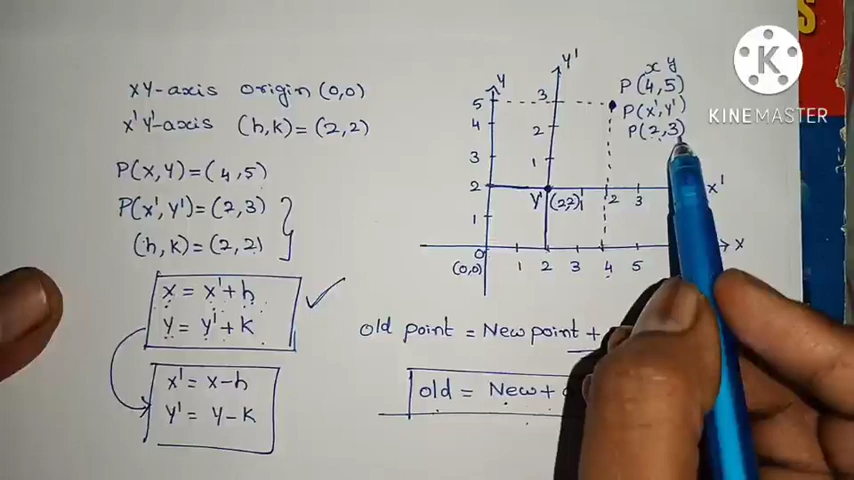 XY-axis origin (0,0)
X'Y'-axis (h,k)=(2,2)
P(X,Y)=(4,5)
P(X',Y')=(2,3)
(h,k)=(2,2)
X = X'+h
Y = Y'+k
X' = X-h
Y' = Y-k
Y
Y'
x y
P(4,5)
P(X',Y')
P(2,3)
K
KINEMASTER
5
4
3
2
1
0
3
2
1
Y'
(2,2)
1
2
3
X'
(0,0)
1
2
3
4
5
X
Old point = New point +
Old = New +